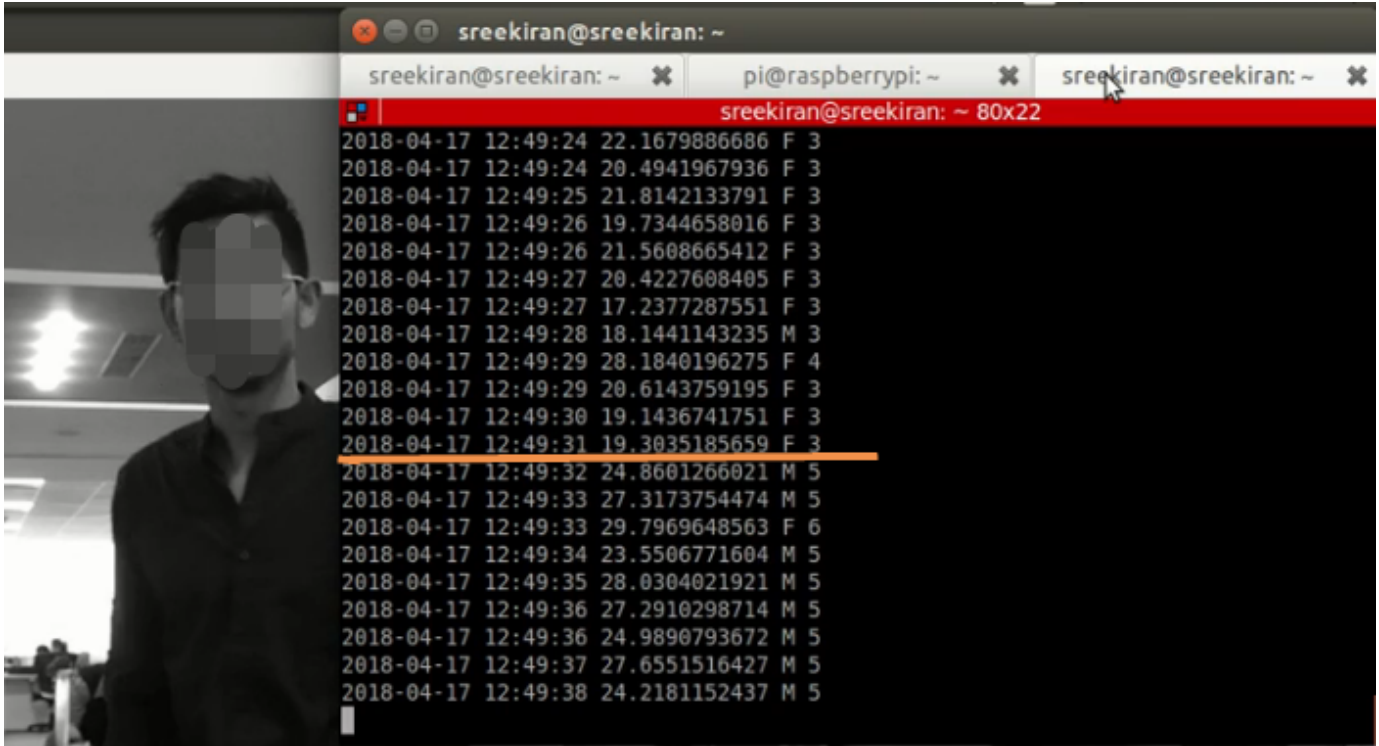 sreekiran@sreekiran: ~
sreekiran@sreekiran: ~ pi@raspberrypi: ~ sreekiran@sreekiran: ~
sreekiran@sreekiran: ~ 80x22
2018-04-17 12:49:24 22.1679886686 F 3
2018-04-17 12:49:24 20.4941967936 F 3
2018-04-17 12:49:25 21.8142133791 F 3
2018-04-17 12:49:26 19.7344658016 F 3
2018-04-17 12:49:26 21.5608665412 F 3
2018-04-17 12:49:27 20.4227608405 F 3
2018-04-17 12:49:27 17.2377287551 F 3
2018-04-17 12:49:28 18.1441143235 M 3
2018-04-17 12:49:29 28.1840196275 F 4
2018-04-17 12:49:29 20.6143759195 F 3
2018-04-17 12:49:30 19.1436741751 F 3
2018-04-17 12:49:31 19.3035185659 F 3
2018-04-17 12:49:32 24.8601266021 M 5
2018-04-17 12:49:33 27.3173754474 M 5
2018-04-17 12:49:33 29.7969648563 F 6
2018-04-17 12:49:34 23.5506771604 M 5
2018-04-17 12:49:35 28.0304021921 M 5
2018-04-17 12:49:36 27.2910298714 M 5
2018-04-17 12:49:36 24.9890793672 M 5
2018-04-17 12:49:37 27.6551516427 M 5
2018-04-17 12:49:38 24.2181152437 M 5